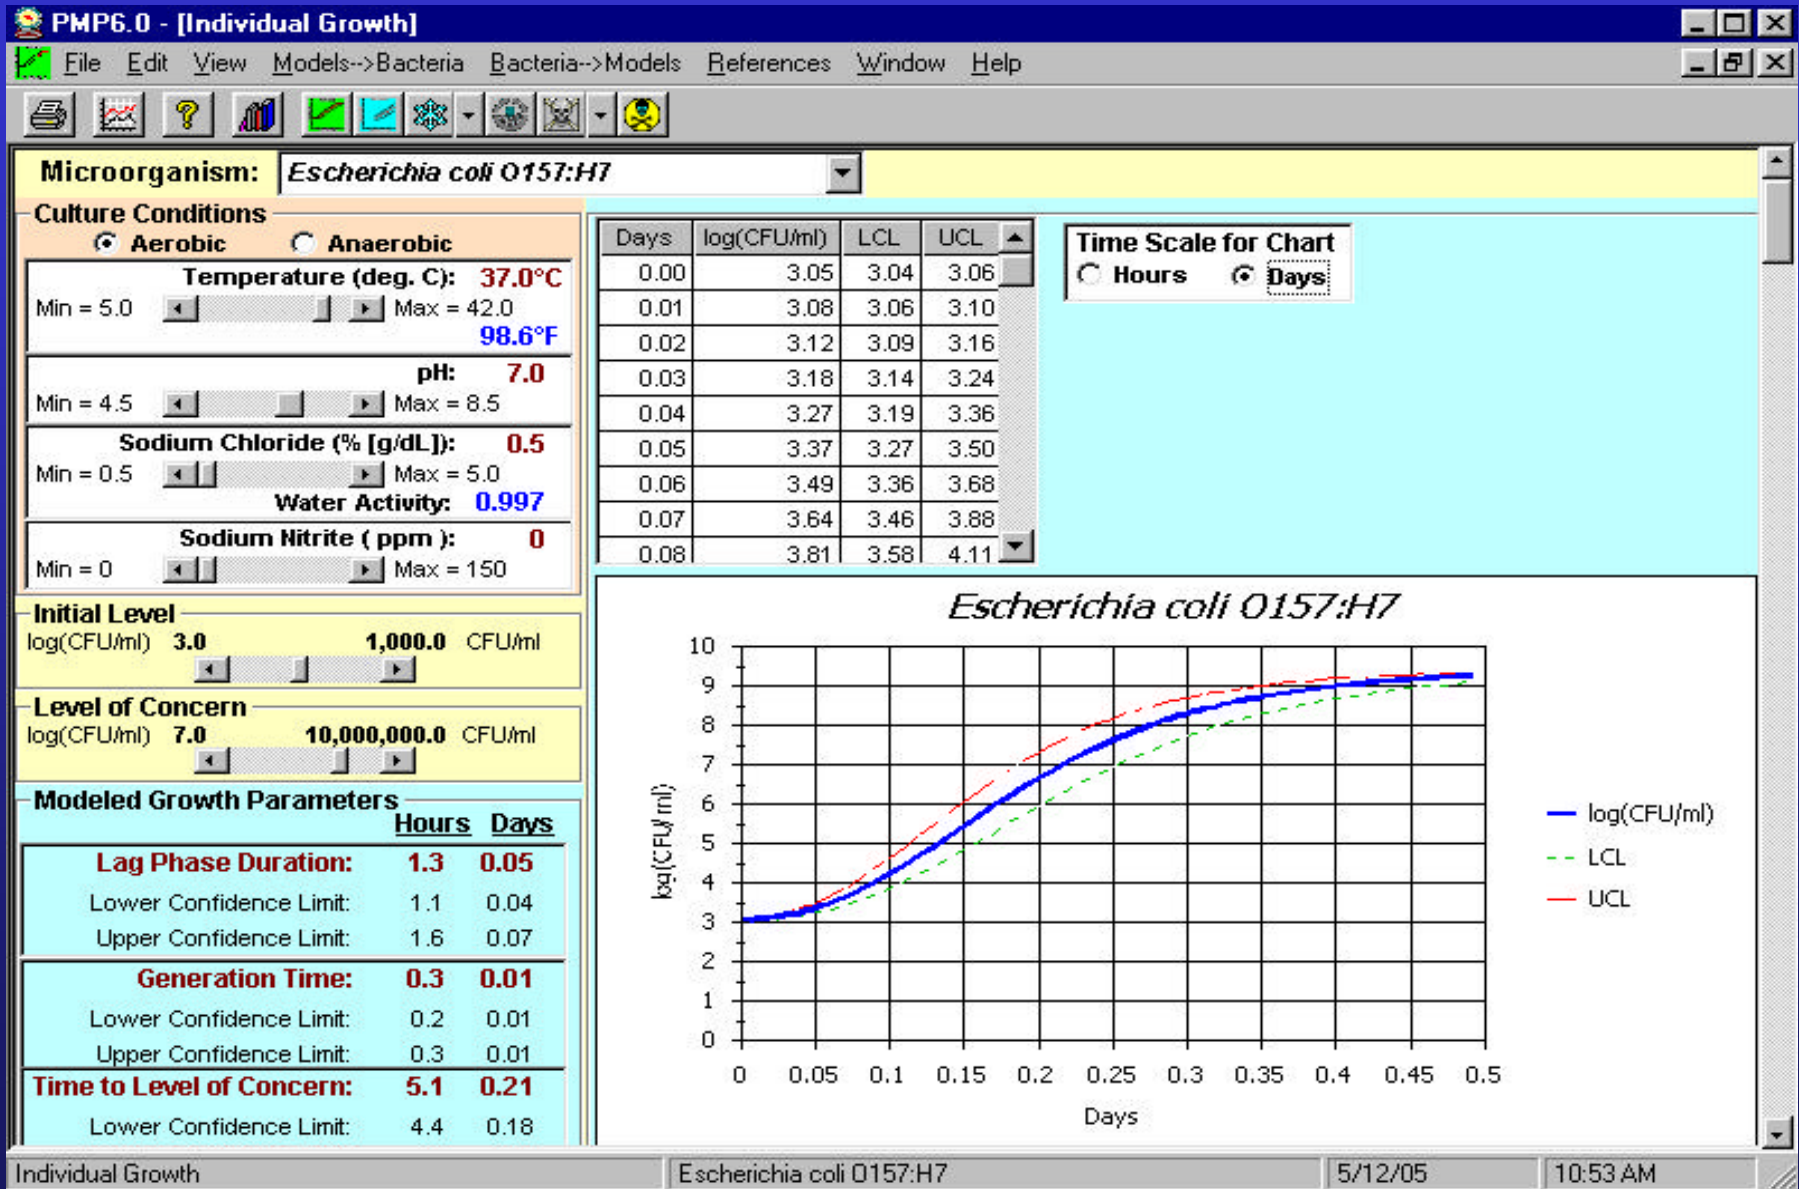 PMP6.0 - [Individual Growth]
File Edit View Models-->Bacteria Bacteria-->Models References Window Help
Microorganism: Escherichia coli O157:H7
Culture Conditions
Aerobic Anaerobic
Temperature (deg. C): 37.0°C
Min = 5.0 Max = 42.0
98.6°F
pH: 7.0
Min = 4.5 Max = 8.5
Sodium Chloride (% [g/dL]): 0.5
Min = 0.5 Max = 5.0
Water Activity: 0.997
Sodium Nitrite ( ppm ): 0
Min = 0 Max = 150
Initial Level
log(CFU/ml) 3.0 1,000.0 CFU/ml
Level of Concern
log(CFU/ml) 7.0 10,000,000.0 CFU/ml
Modeled Growth Parameters
Hours Days
Lag Phase Duration: 1.3 0.05
Lower Confidence Limit: 1.1 0.04
Upper Confidence Limit: 1.6 0.07
Generation Time: 0.3 0.01
Lower Confidence Limit: 0.2 0.01
Upper Confidence Limit: 0.3 0.01
Time to Level of Concern: 5.1 0.21
Lower Confidence Limit: 4.4 0.18
Days log(CFU/ml) LCL UCL
0.00 3.05 3.04 3.06
0.01 3.08 3.06 3.10
0.02 3.12 3.09 3.16
0.03 3.18 3.14 3.24
0.04 3.27 3.19 3.36
0.05 3.37 3.27 3.50
0.06 3.49 3.36 3.68
0.07 3.64 3.46 3.88
0.08 3.81 3.58 4.11
Time Scale for Chart
Hours Days
Escherichia coli O157:H7
log(CFU/ml)
10
9
8
7
6
5
4
3
2
1
0
0 0.05 0.1 0.15 0.2 0.25 0.3 0.35 0.4 0.45 0.5
Days
log(CFU/ml)
LCL
UCL
Individual Growth Escherichia coli O157:H7 5/12/05 10:53 AM